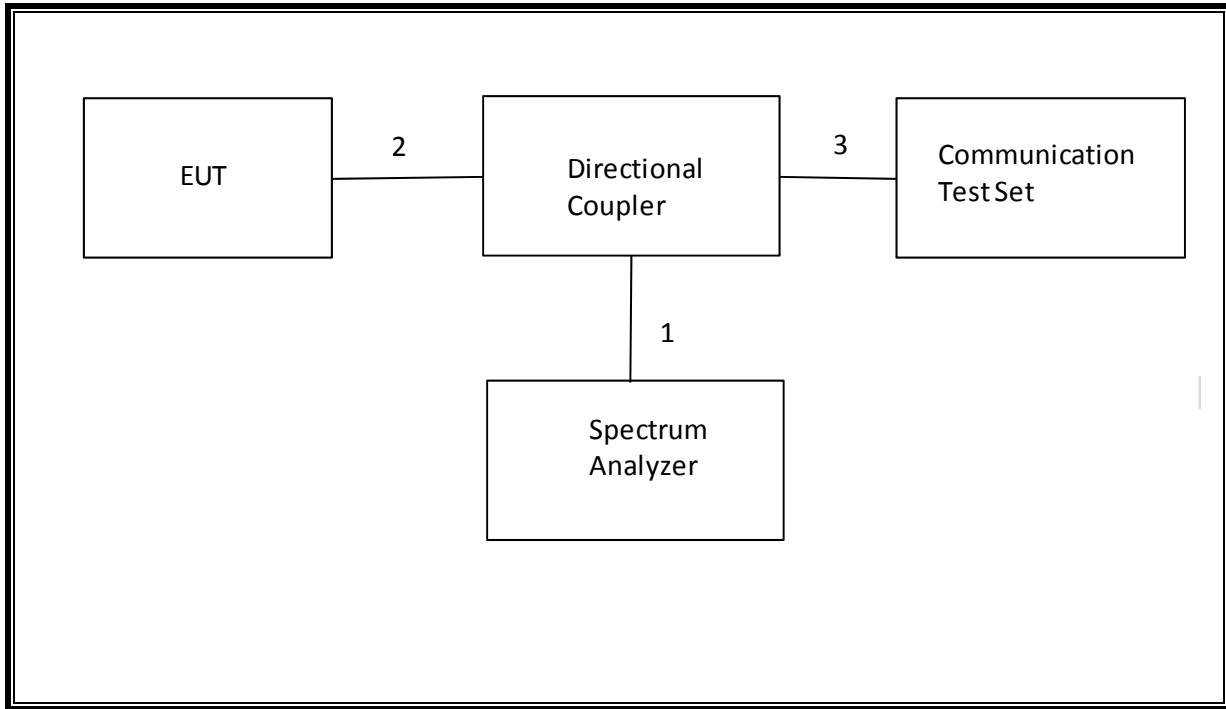 EUT
2
Directional
Coupler
3
Communication
Test Set
1
Spectrum
Analyzer